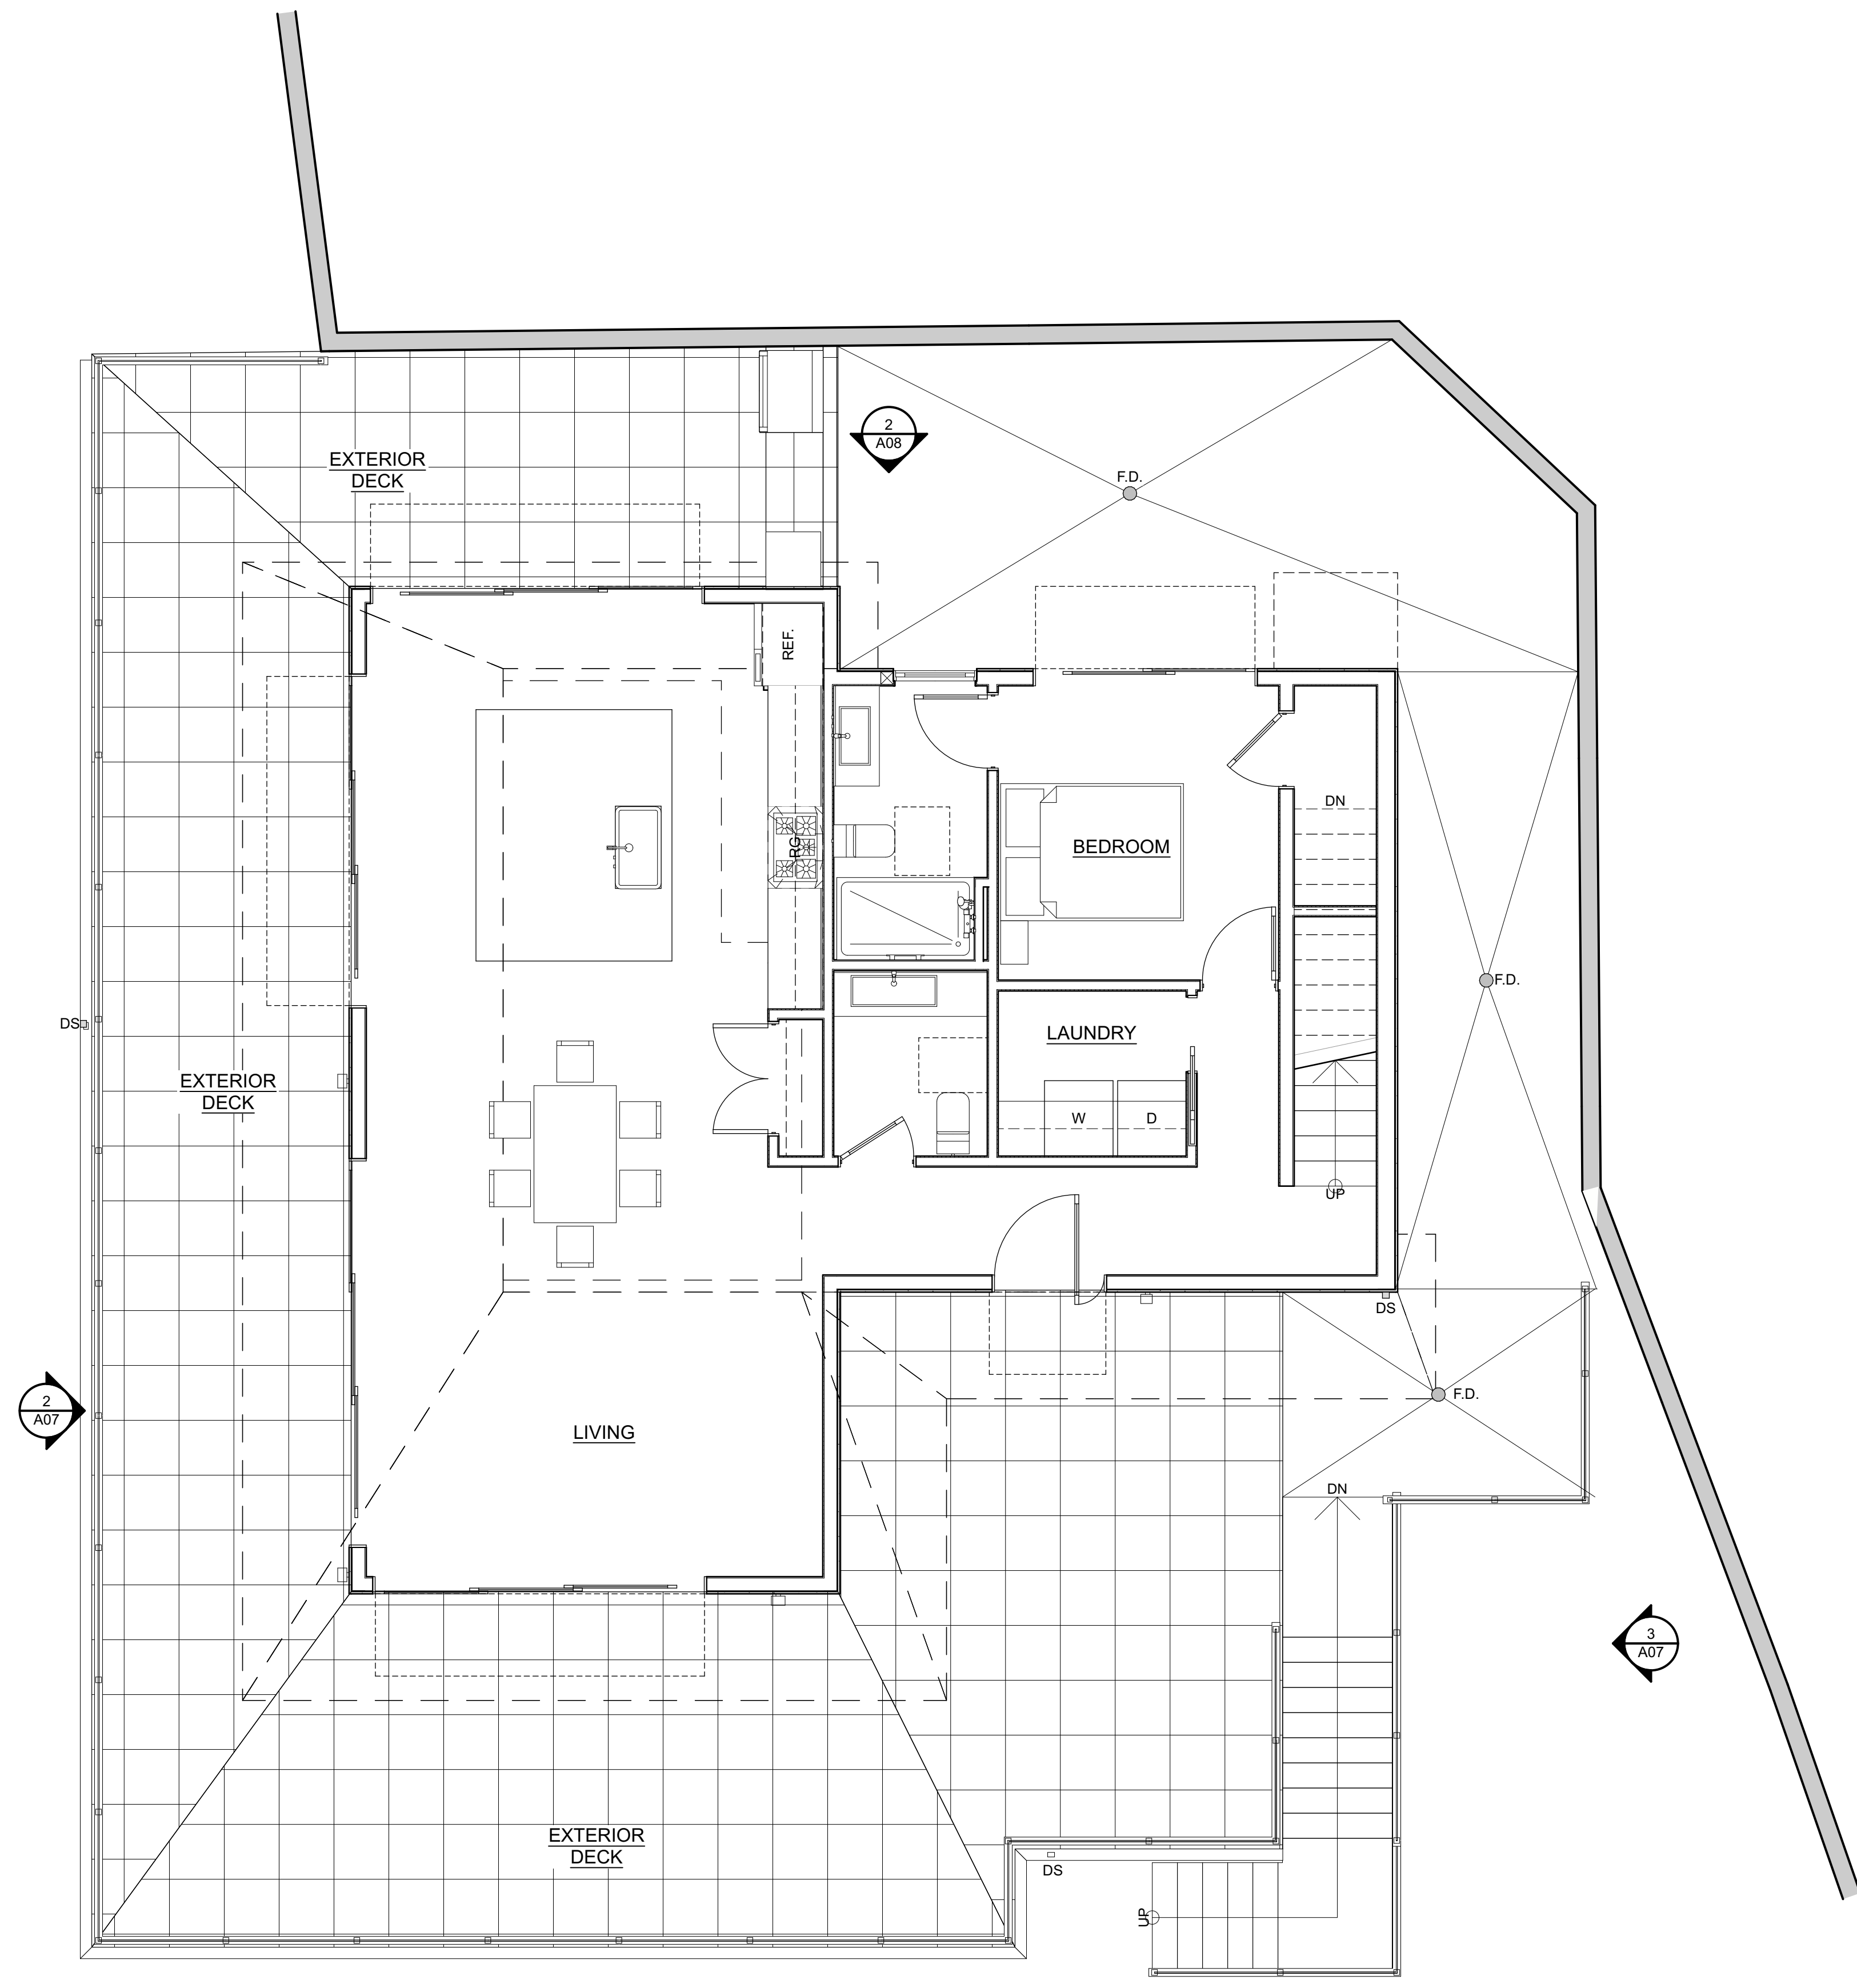 2
A08
EXTERIOR
DECK
F.D.
REF.
DN
RG
BEDROOM
F.D.
DS
LAUNDRY
EXTERIOR
DECK
W
D
UP
DS
2
A07
F.D.
LIVING
DN
3
A07
EXTERIOR
DECK
DS
UP